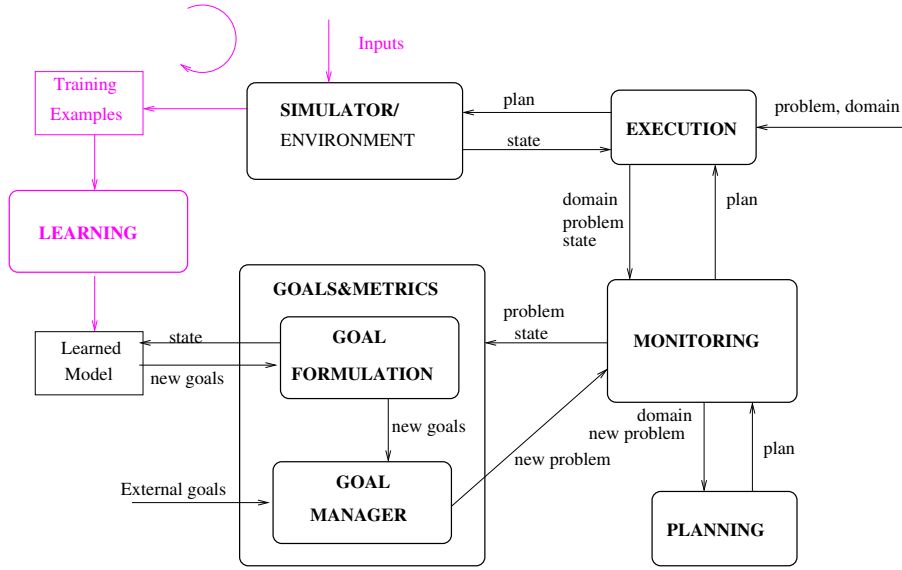 Inputs
Training
Examples
SIMULATOR/
ENVIRONMENT
plan
state
EXECUTION
problem, domain
domain
problem
state
plan
LEARNING
GOALS&METRICS
problem
state
MONITORING
Learned
Model
state
new goals
GOAL
FORMULATION
new goals
new problem
domain
new problem
plan
External goals
GOAL
MANAGER
PLANNING